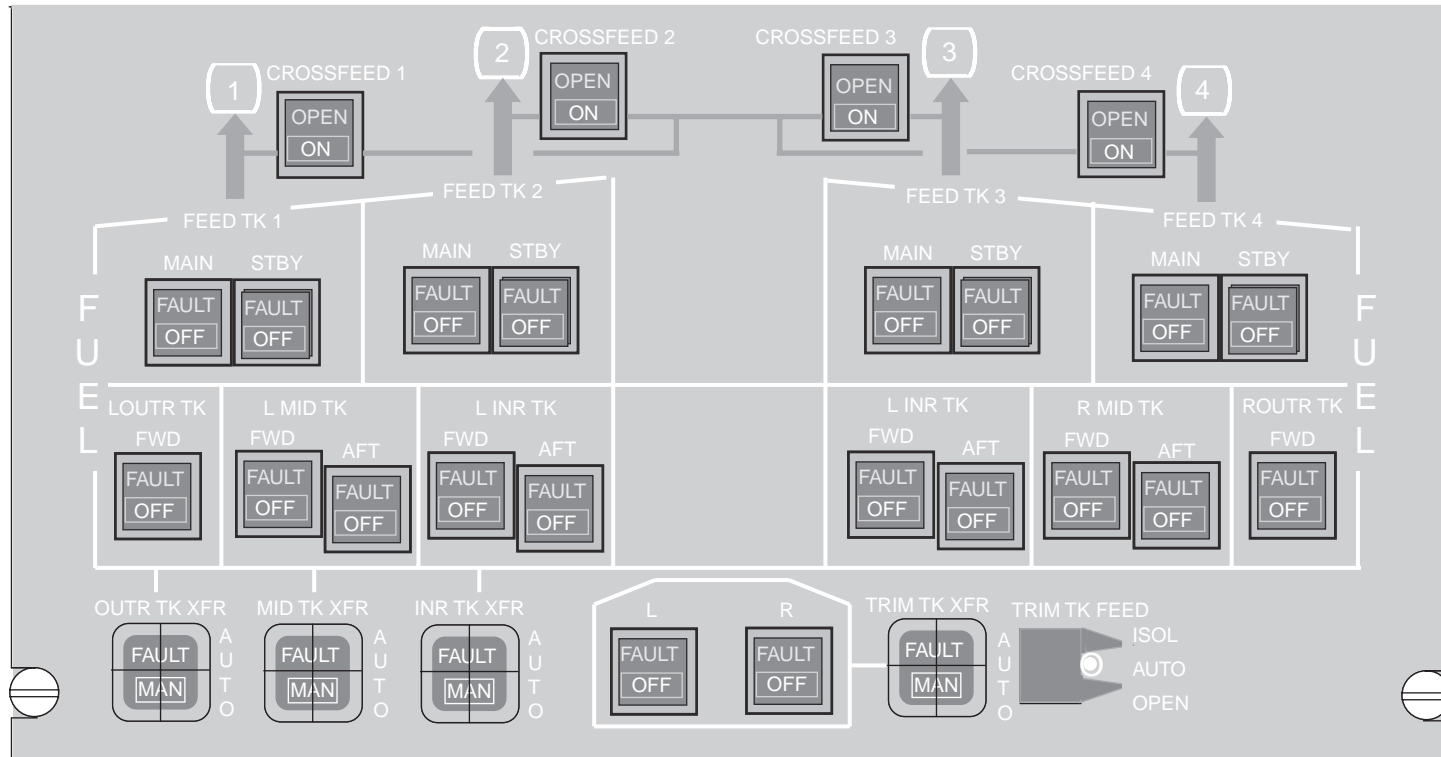 CROSSFEED 1
CROSSFEED 2
CROSSFEED 3
CROSSFEED 4
1
2
3
4
OPEN
ON
OPEN
ON
OPEN
ON
OPEN
ON
FEED TK 1
FEED TK 2
FEED TK 3
FEED TK 4
MAIN STBY
MAIN STBY
MAIN STBY
MAIN STBY
FAULT FAULT
OFF OFF
FAULT FAULT
OFF OFF
FAULT FAULT
OFF OFF
FAULT FAULT
OFF OFF
FUEL
FUEL
LOUTR TK
L MID TK
L INR TK
L INR TK
R MID TK
ROUTR TK
FWD
FWD AFT
FWD AFT
FWD AFT
FWD AFT
FWD
FAULT
OFF
FAULT FAULT
OFF OFF
FAULT FAULT
OFF OFF
FAULT FAULT
OFF OFF
FAULT FAULT
OFF OFF
FAULT
OFF
OUTR TK XFR
FAULT
MAN
AUTO
MID TK XFR
FAULT
MAN
AUTO
INR TK XFR
FAULT
MAN
AUTO
L
FAULT
OFF
R
FAULT
OFF
TRIM TK XFR
FAULT
MAN
AUTO
TRIM TK FEED
ISOL
AUTO
OPEN